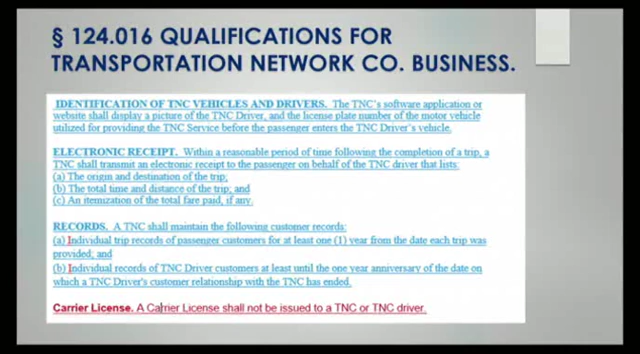 § 124.016 QUALIFICATIONS FOR
TRANSPORTATION NETWORK CO. BUSINESS.
IDENTIFICATION OF TNC VEHICLES AND DRIVERS. The TNC's software application or
website shall display a picture of the TNC Driver, and the license plate number of the motor vehicle
utilized for providing the TNC Service before the passenger enters the TNC Driver's vehicle.
ELECTRONIC RECEIPT. Within a reasonable period of time following the completion of a trip, a
TNC shall transmit an electronic receipt to the passenger on behalf of the TNC driver that lists:
(a) The origin and destination of the trip;
(b) The total time and distance of the trip; and
(c) An itemization of the total fare paid, if any.
RECORDS. A TNC shall maintain the following customer records:
(a) Individual trip records of passenger customers for at least one (1) year from the date each trip was
provided; and
(b) Individual records of TNC Driver customers at least until the one year anniversary of the date on
which a TNC Driver's customer relationship with the TNC has ended.
Carrier License. A Carrier License shall not be issued to a TNC or TNC driver.